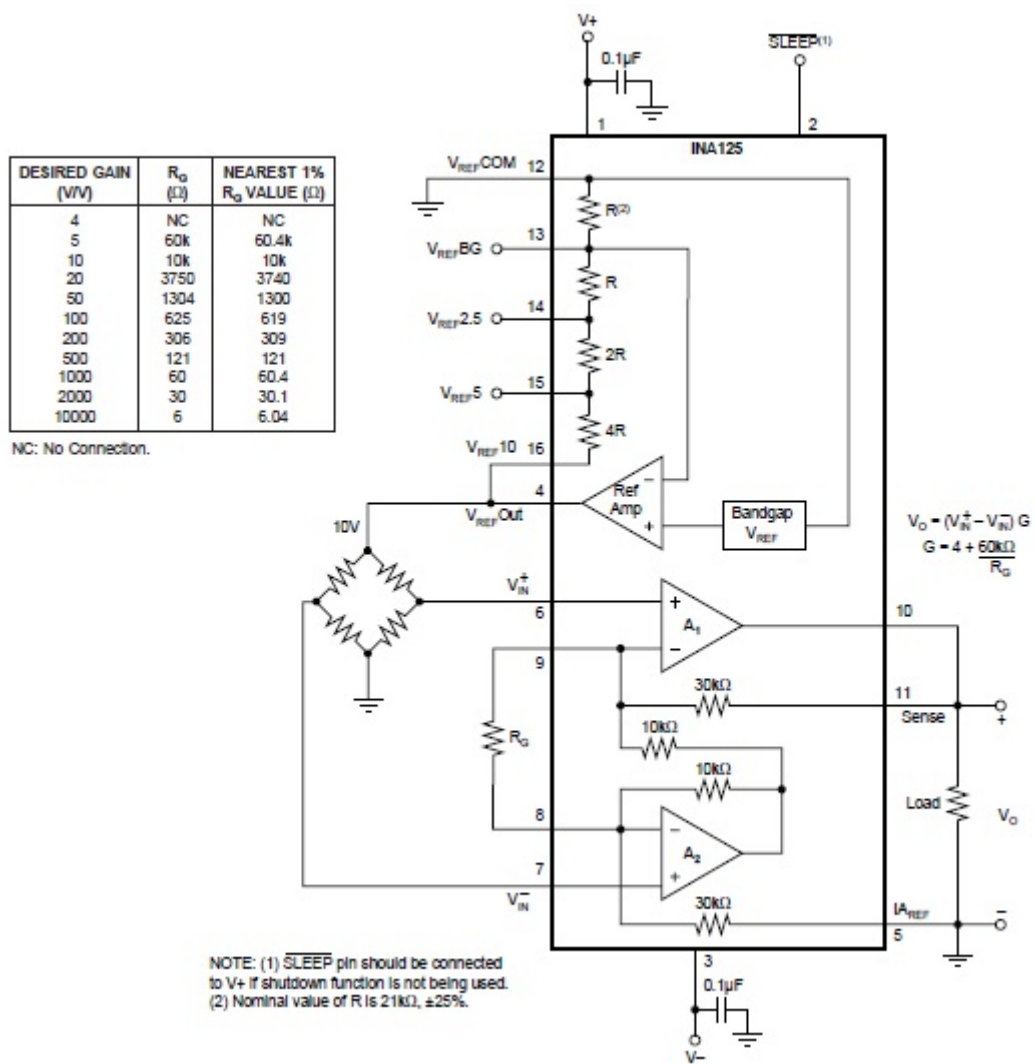 V+
SLEEP(1)
0.1µF
1
2
INA125
DESIRED GAIN (V/V) RG (Ω) NEAREST 1% RG VALUE (Ω)
4 NC NC
5 60k 60.4k
10 10k 10k
20 3750 3740
50 1304 1300
100 625 619
200 306 309
500 121 121
1000 60 60.4
2000 30 30.1
10000 6 6.04
NC: No Connection.
VREFCOM 12
R(2)
13
VREFBG
R
14
VREF2.5
2R
15
VREF5
4R
VREF10 16
4
VREFOut
Ref Amp
−
+
Bandgap VREF
10V
VO = (VIN+ – VIN–) G
G = 4 + 60kΩ
RG
VIN+
6
+
A1
−
10
9
30kΩ
11
Sense
+
10kΩ
RG
10kΩ
Load
VO
8
−
A2
+
7
VIN–
30kΩ
IAREF
5
−
3
0.1µF
V–
NOTE: (1) SLEEP pin should be connected
to V+ if shutdown function is not being used.
(2) Nominal value of R is 21kΩ, ±25%.